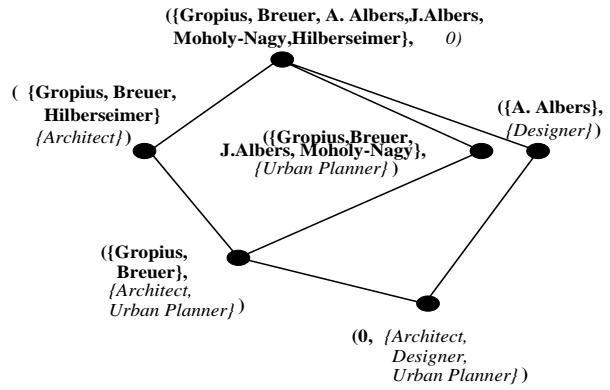 ({Gropius, Breuer, A. Albers,J.Albers,
Moholy-Nagy,Hilberseimer}, 0)
( {Gropius, Breuer,
Hilberseimer}
{Architect})
({Gropius,Breuer,
J.Albers, Moholy-Nagy},
{Urban Planner})
({A. Albers},
{Designer})
({Gropius,
Breuer},
{Architect,
Urban Planner})
(0, {Architect,
Designer,
Urban Planner})